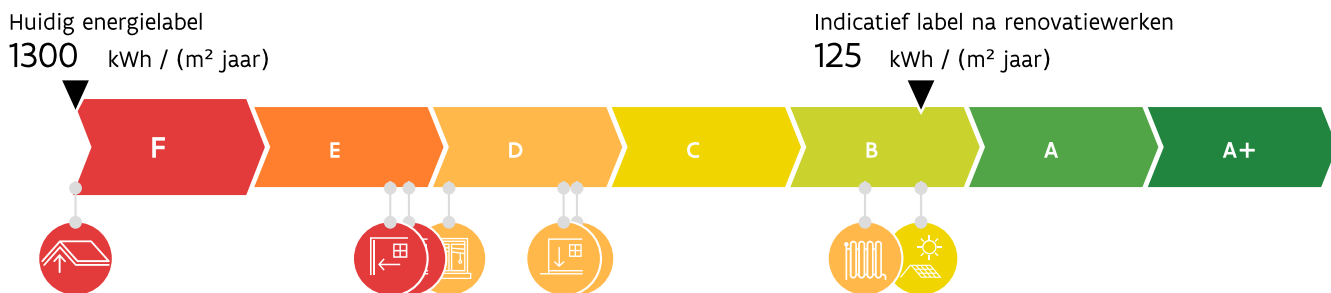 Huidig energielabel
1300 kWh / (m² jaar)
Indicatief label na renovatiewerken
125 kWh / (m² jaar)
F E D C B A A+